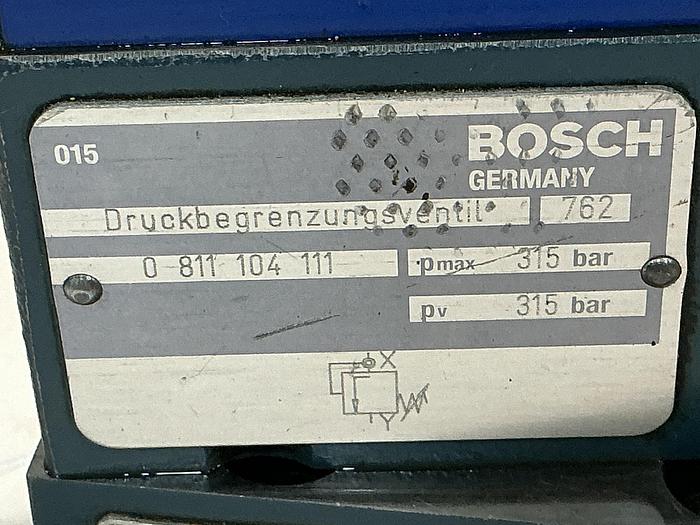 015
BOSCH
GERMANY
Druckbegrenzungsventil 762
0 811 104 111
pmax 315 bar
pv 315 bar
X
Y